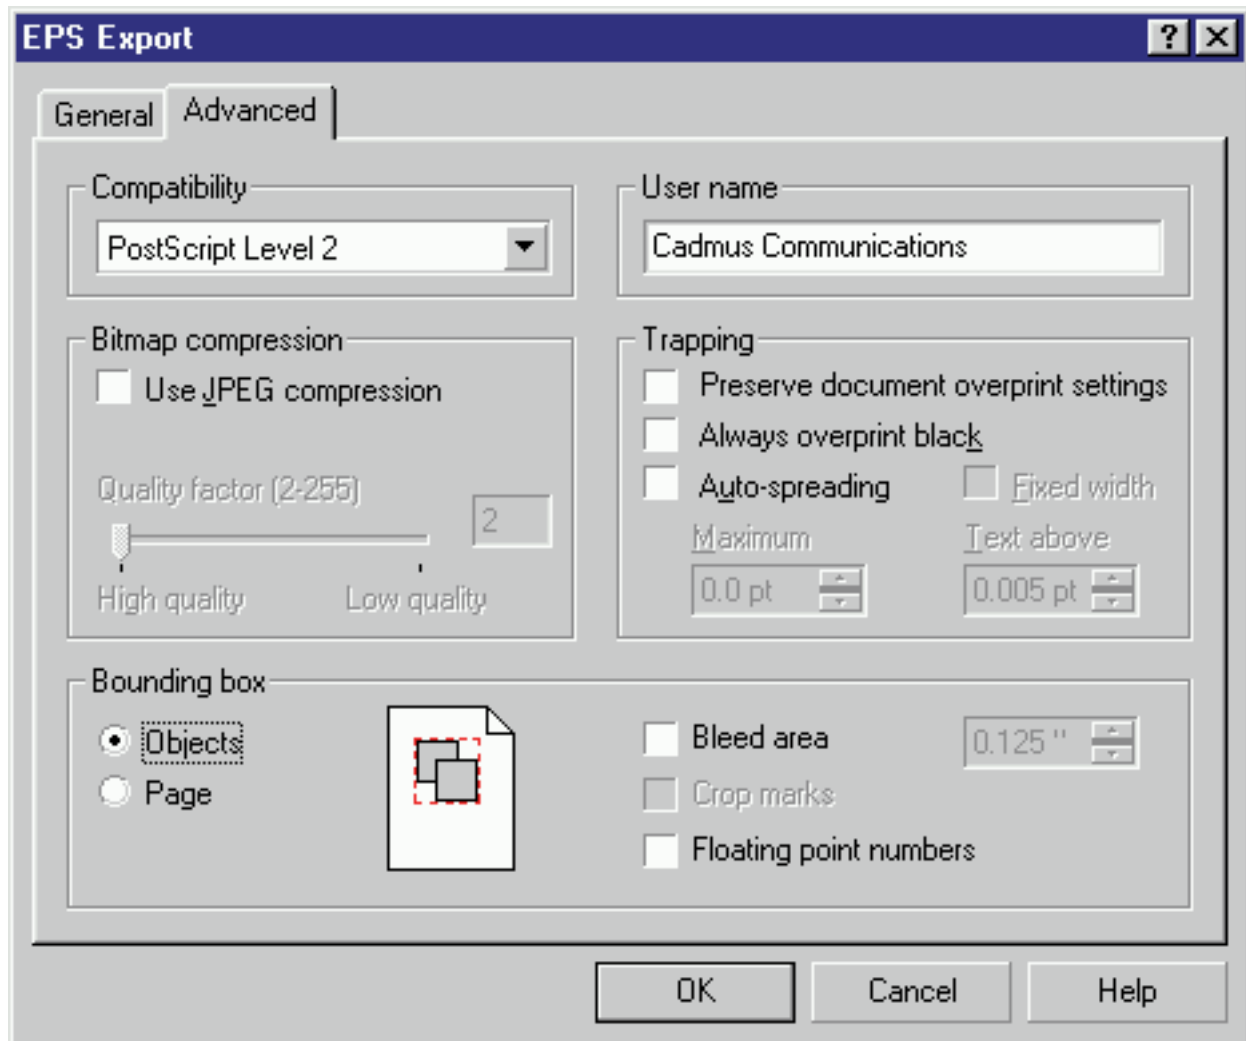 EPS Export
General
Advanced
Compatibility
PostScript Level 2
User name
Cadmus Communications
Bitmap compression
Use JPEG compression
Quality factor (2-255)
2
High quality
Low quality
Trapping
Preserve document overprint settings
Always overprint black
Auto-spreading
Fixed width
Maximum
Text above
0.0 pt
0.005 pt
Bounding box
Objects
Page
Bleed area
0.125 "
Crop marks
Floating point numbers
OK
Cancel
Help